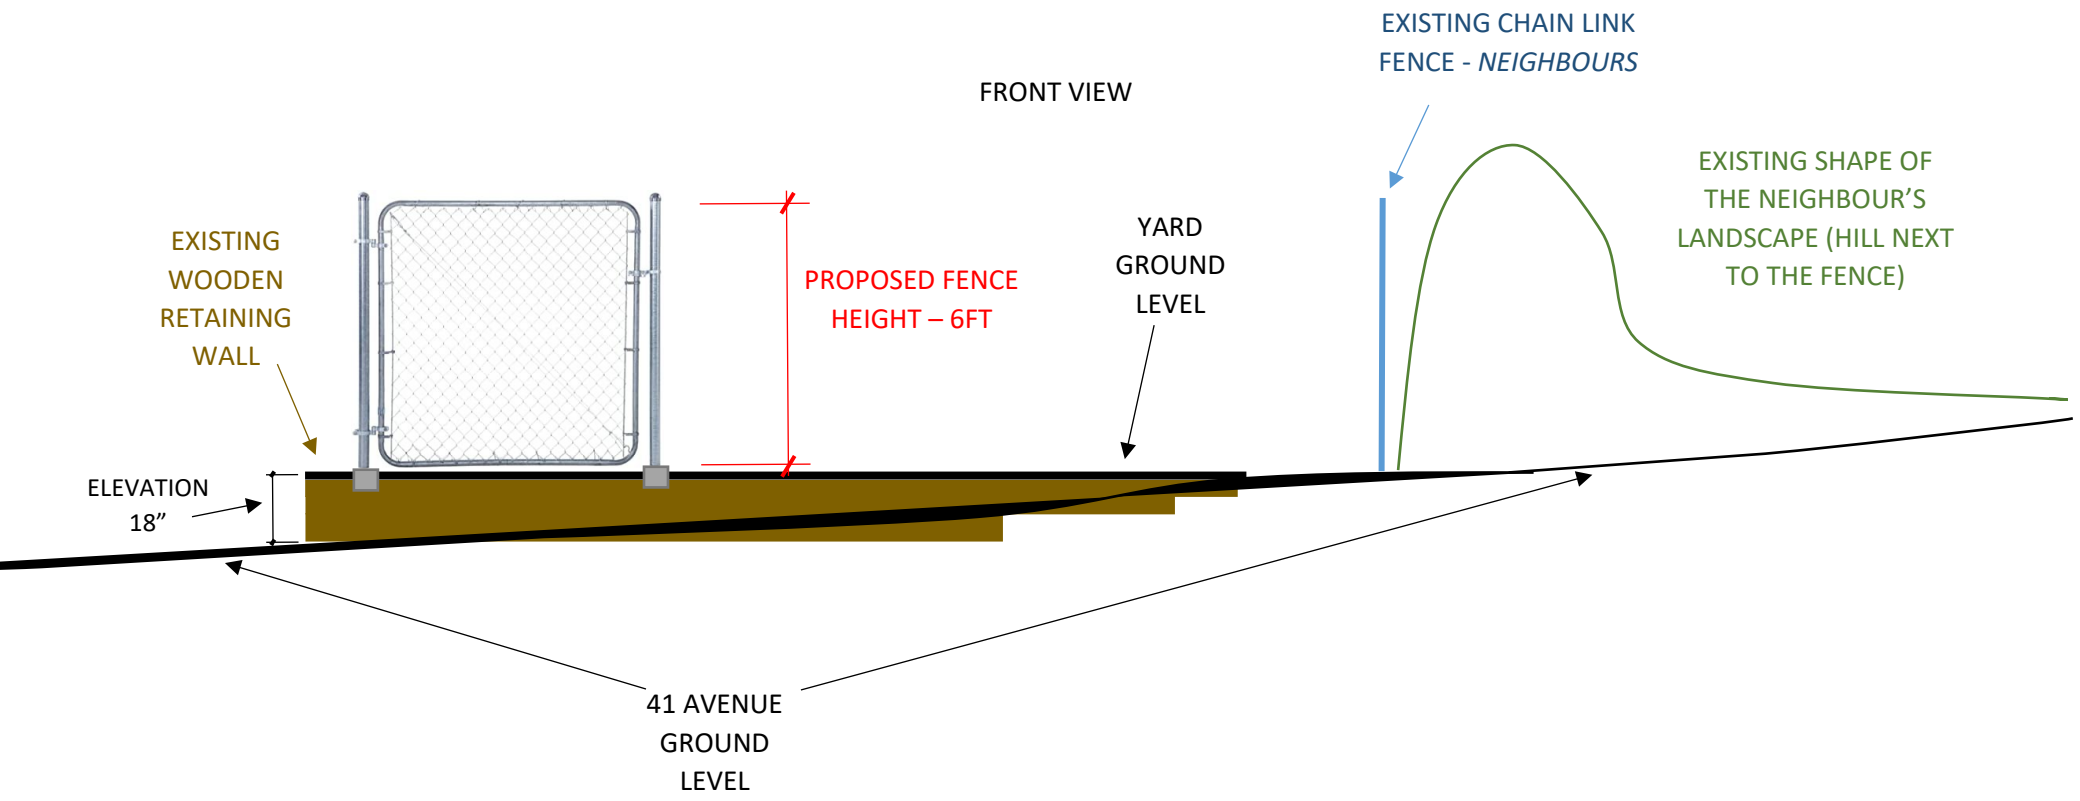 EXISTING CHAIN LINK
FENCE - NEIGHBOURS
FRONT VIEW
EXISTING SHAPE OF
THE NEIGHBOUR’S
LANDSCAPE (HILL NEXT
TO THE FENCE)
YARD
GROUND
LEVEL
EXISTING
WOODEN
RETAINING
WALL
PROPOSED FENCE
HEIGHT – 6FT
ELEVATION
18”
41 AVENUE
GROUND
LEVEL